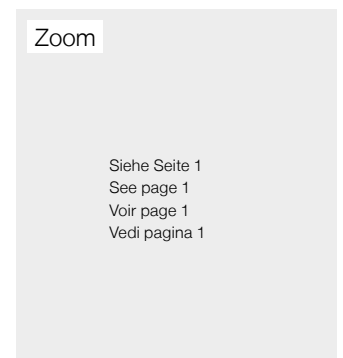 Zoom
Siehe Seite 1
See page 1
Voir page 1
Vedi pagina 1